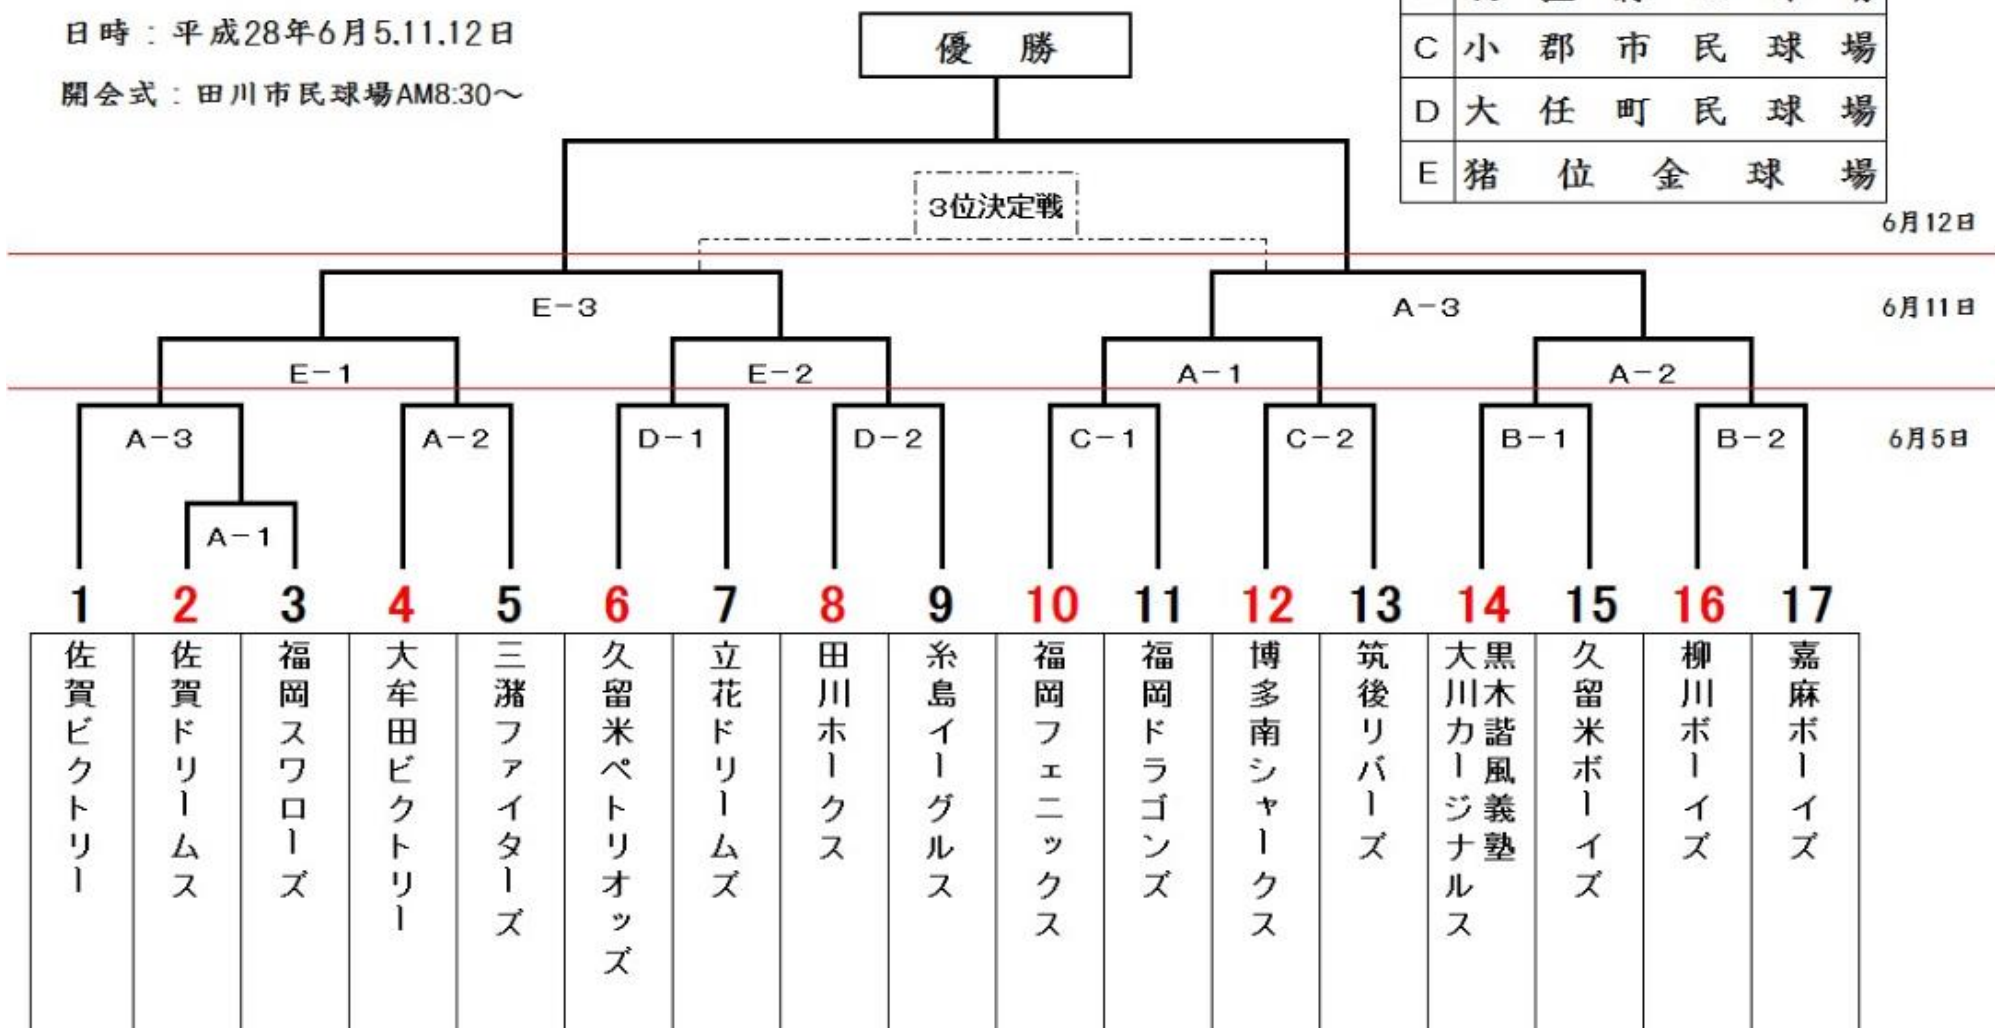 日時：平成28年6月5.11.12日
開会式：田川市民球場AM8:30～
優勝
C 小郡市民球場
D 大任町民球場
E 猪位金球場
3位決定戦
6月12日
E-3
A-3
6月11日
E-1
E-2
A-1
A-2
A-3
A-2
D-1
D-2
C-1
C-2
B-1
B-2
6月5日
A-1
1 2 3 4 5 6 7 8 9 10 11 12 13 14 15 16 17
佐賀ビクトリー
佐賀ドリームス
福岡スワローズ
大牟田ビクトリー
三潴ファイターズ
久留米ペトリオッズ
立花ドリームズ
田川ホークス
糸島イーグルス
福岡フェニックス
福岡ドラゴンズ
博多南シャークス
筑後リバーズ
黒木諧風義塾
大川カージナルス
久留米ボーイズ
柳川ボーイズ
嘉麻ボーイズ